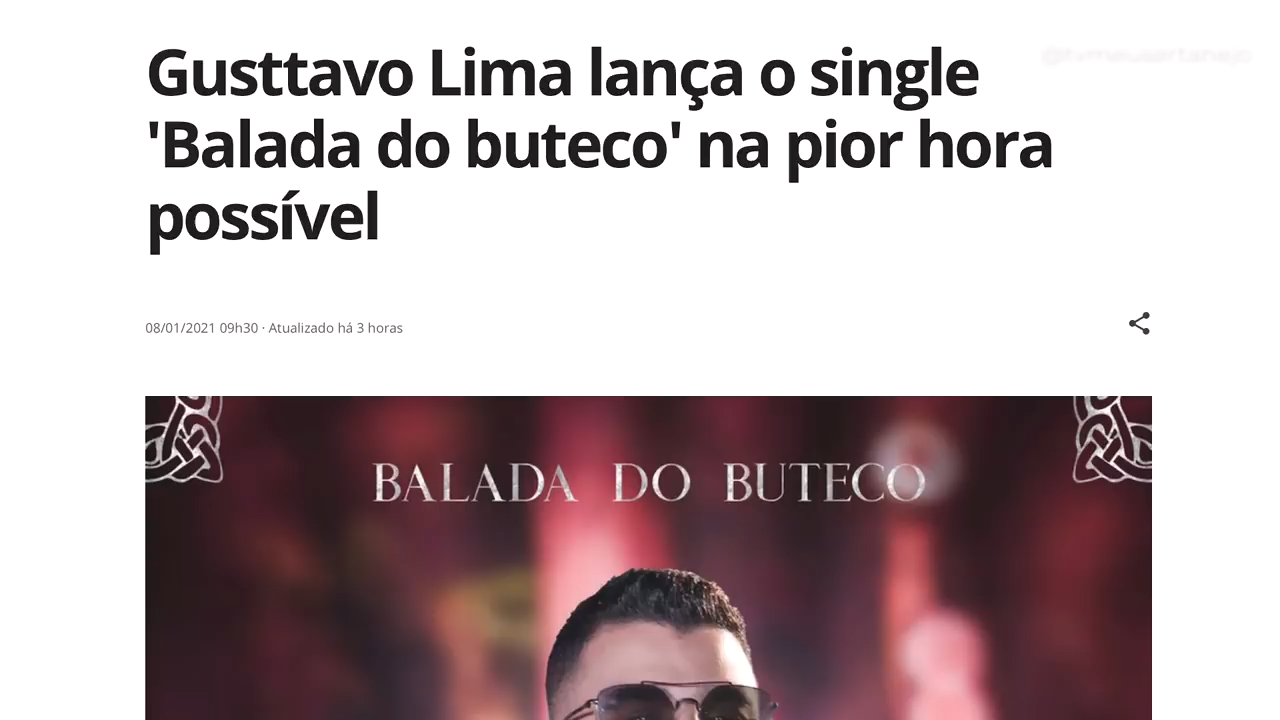 @tvmeusertanejo
Gusttavo Lima lança o single
'Balada do buteco' na pior hora
possível
08/01/2021 09h30 · Atualizado há 3 horas
BALADA DO BUTECO